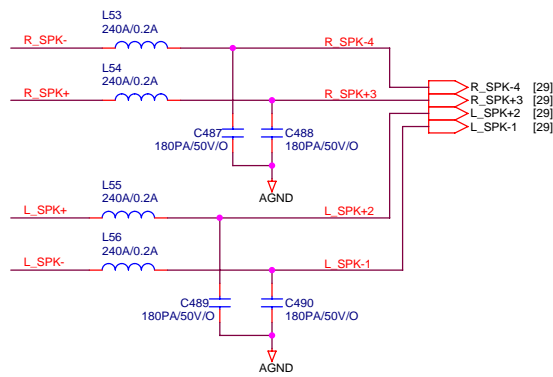 L53
240A/0.2A
R_SPK-
R_SPK-4
L54
240A/0.2A
R_SPK+
R_SPK+3
R_SPK-4 [29]
R_SPK+3 [29]
L_SPK+2 [29]
L_SPK-1 [29]
C487
180PA/50V/O
C488
180PA/50V/O
AGND
L55
240A/0.2A
L_SPK+
L_SPK+2
L56
240A/0.2A
L_SPK-
L_SPK-1
C489
180PA/50V/O
C490
180PA/50V/O
AGND